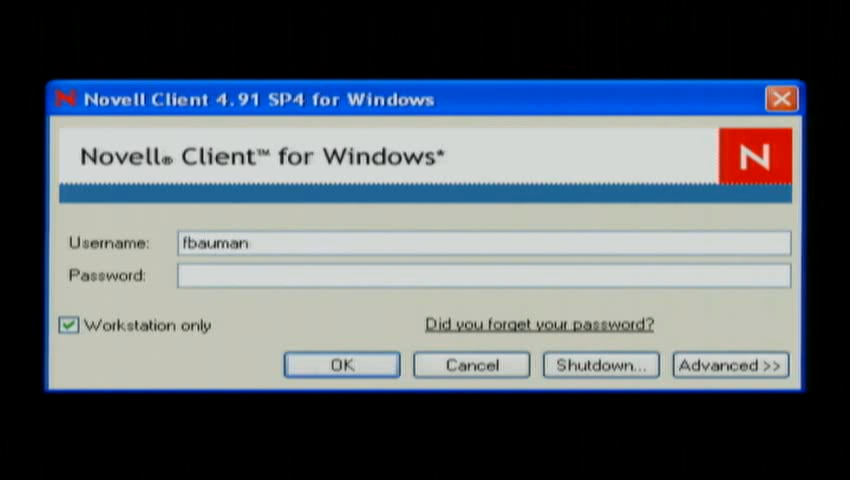 Novell Client 4.91 SP4 for Windows
Novell® Client™ for Windows*
N
Username: fbauman
Password:
Workstation only
Did you forget your password?
OK Cancel Shutdown... Advanced >>